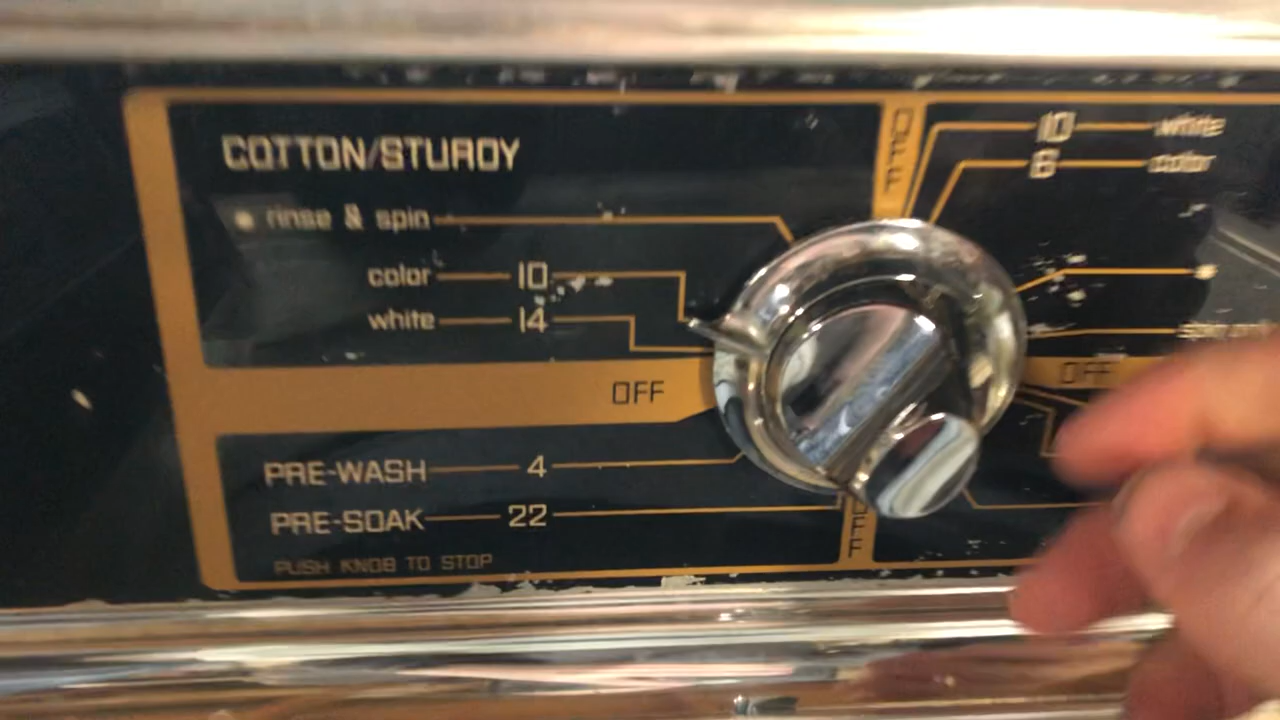 COTTON/STURDY
rinse & spin
color 10
white 14
OFF
PRE-WASH 4
PRE-SOAK 22
PUSH KNOB TO STOP
OFF
10 white
6 color
OFF
OFF